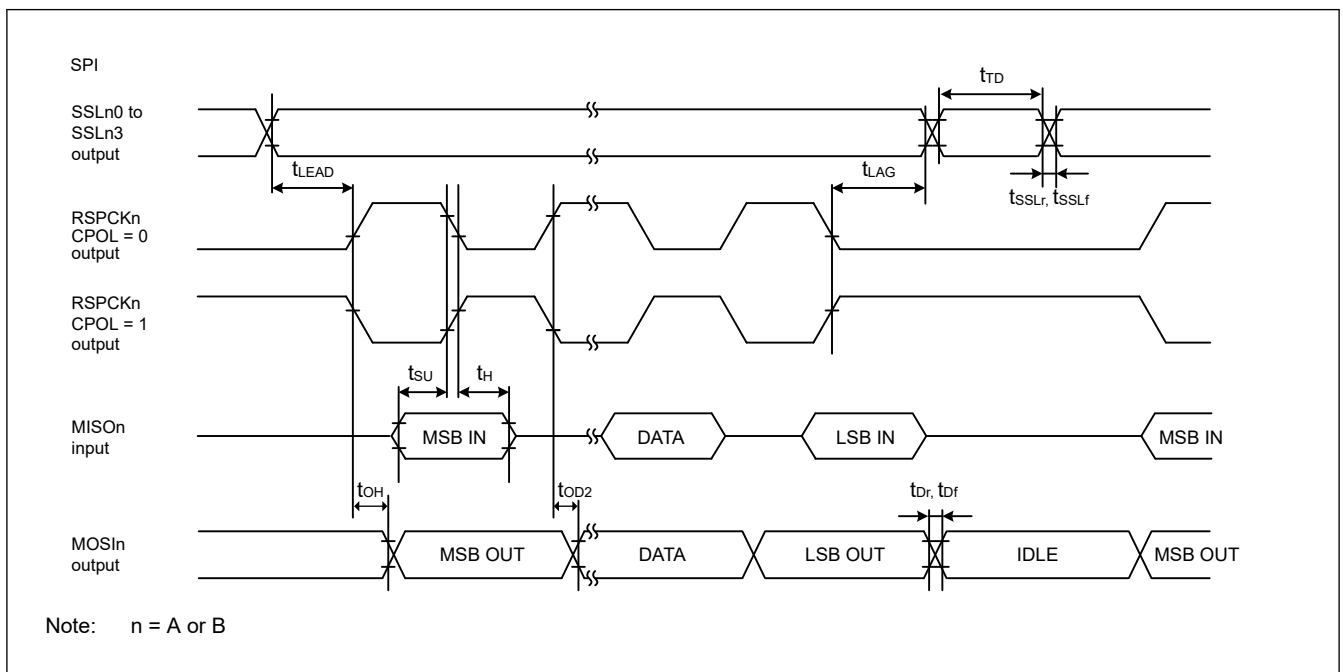 SPI
SSLn0 to
SSLn3
output
tTD
tLEAD
tLAG
tSSLr, tSSLf
RSPCKn
CPOL = 0
output
RSPCKn
CPOL = 1
output
tSU
tH
MISOn
input
MSB IN
DATA
LSB IN
MSB IN
tOH
tOD2
tDr, tDf
MOSIn
output
MSB OUT
DATA
LSB OUT
IDLE
MSB OUT
Note: n = A or B